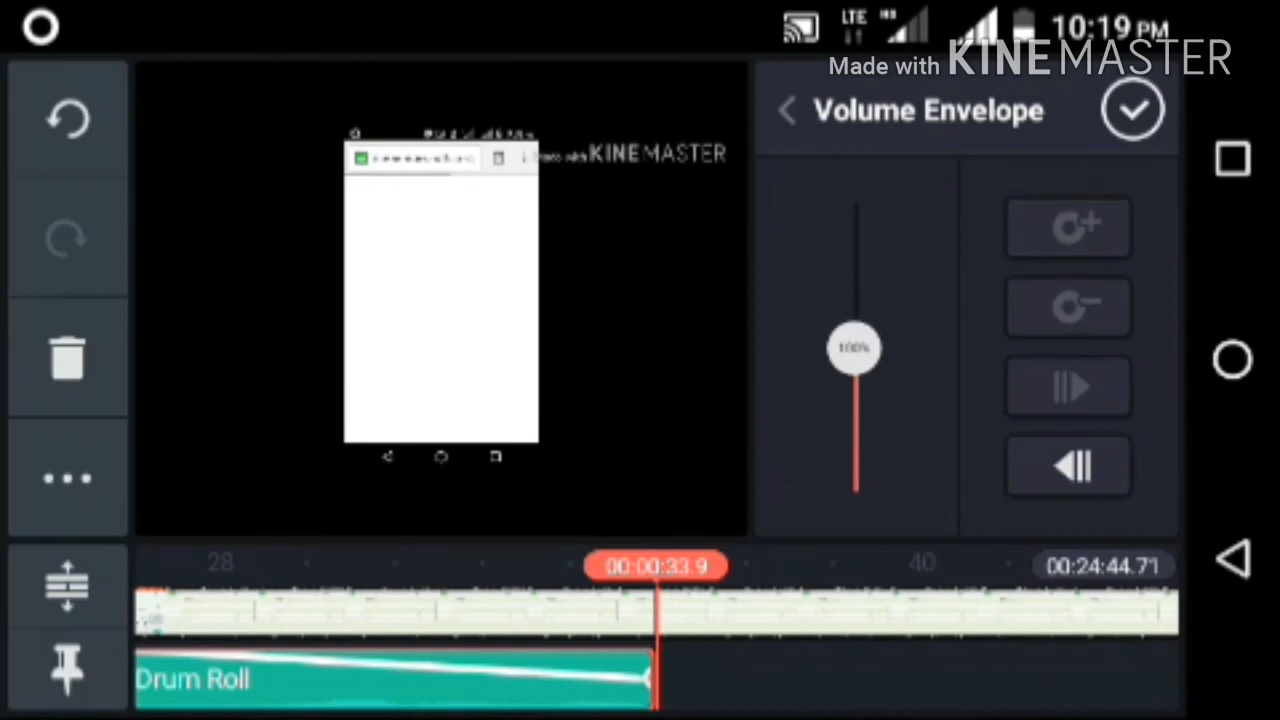 LTE 10:19 PM
Made with KINEMASTER
Volume Envelope
KINEMASTER
100%
28
00:00:33.9
40
00:24:44.71
Drum Roll